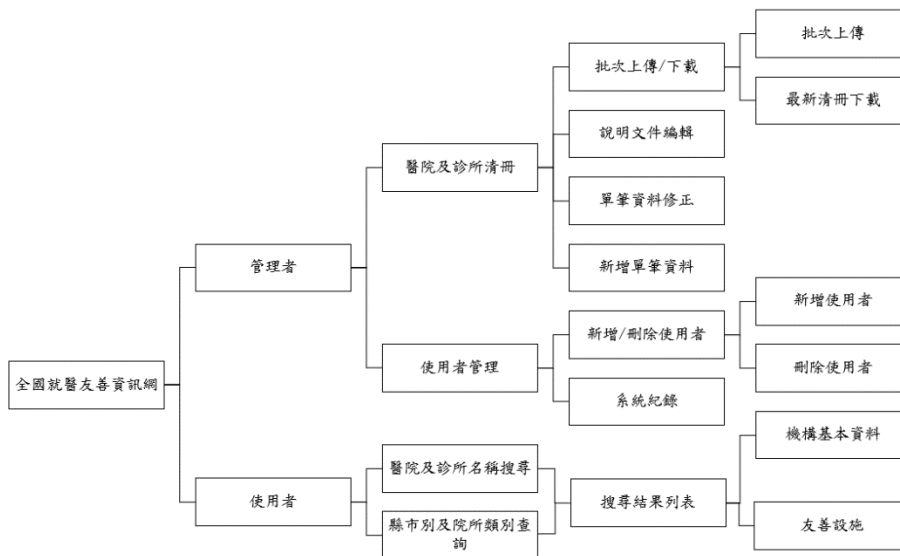 批次上傳
批次上傳/下載
最新清冊下載
說明文件編輯
醫院及診所清冊
單筆資料修正
管理者
新增單筆資料
新增使用者
新增/刪除使用者
使用者管理
刪除使用者
全國就醫友善資訊網
系統紀錄
機構基本資料
醫院及診所名稱搜尋
使用者
搜尋結果列表
縣市別及院所類別查
詢
友善設施